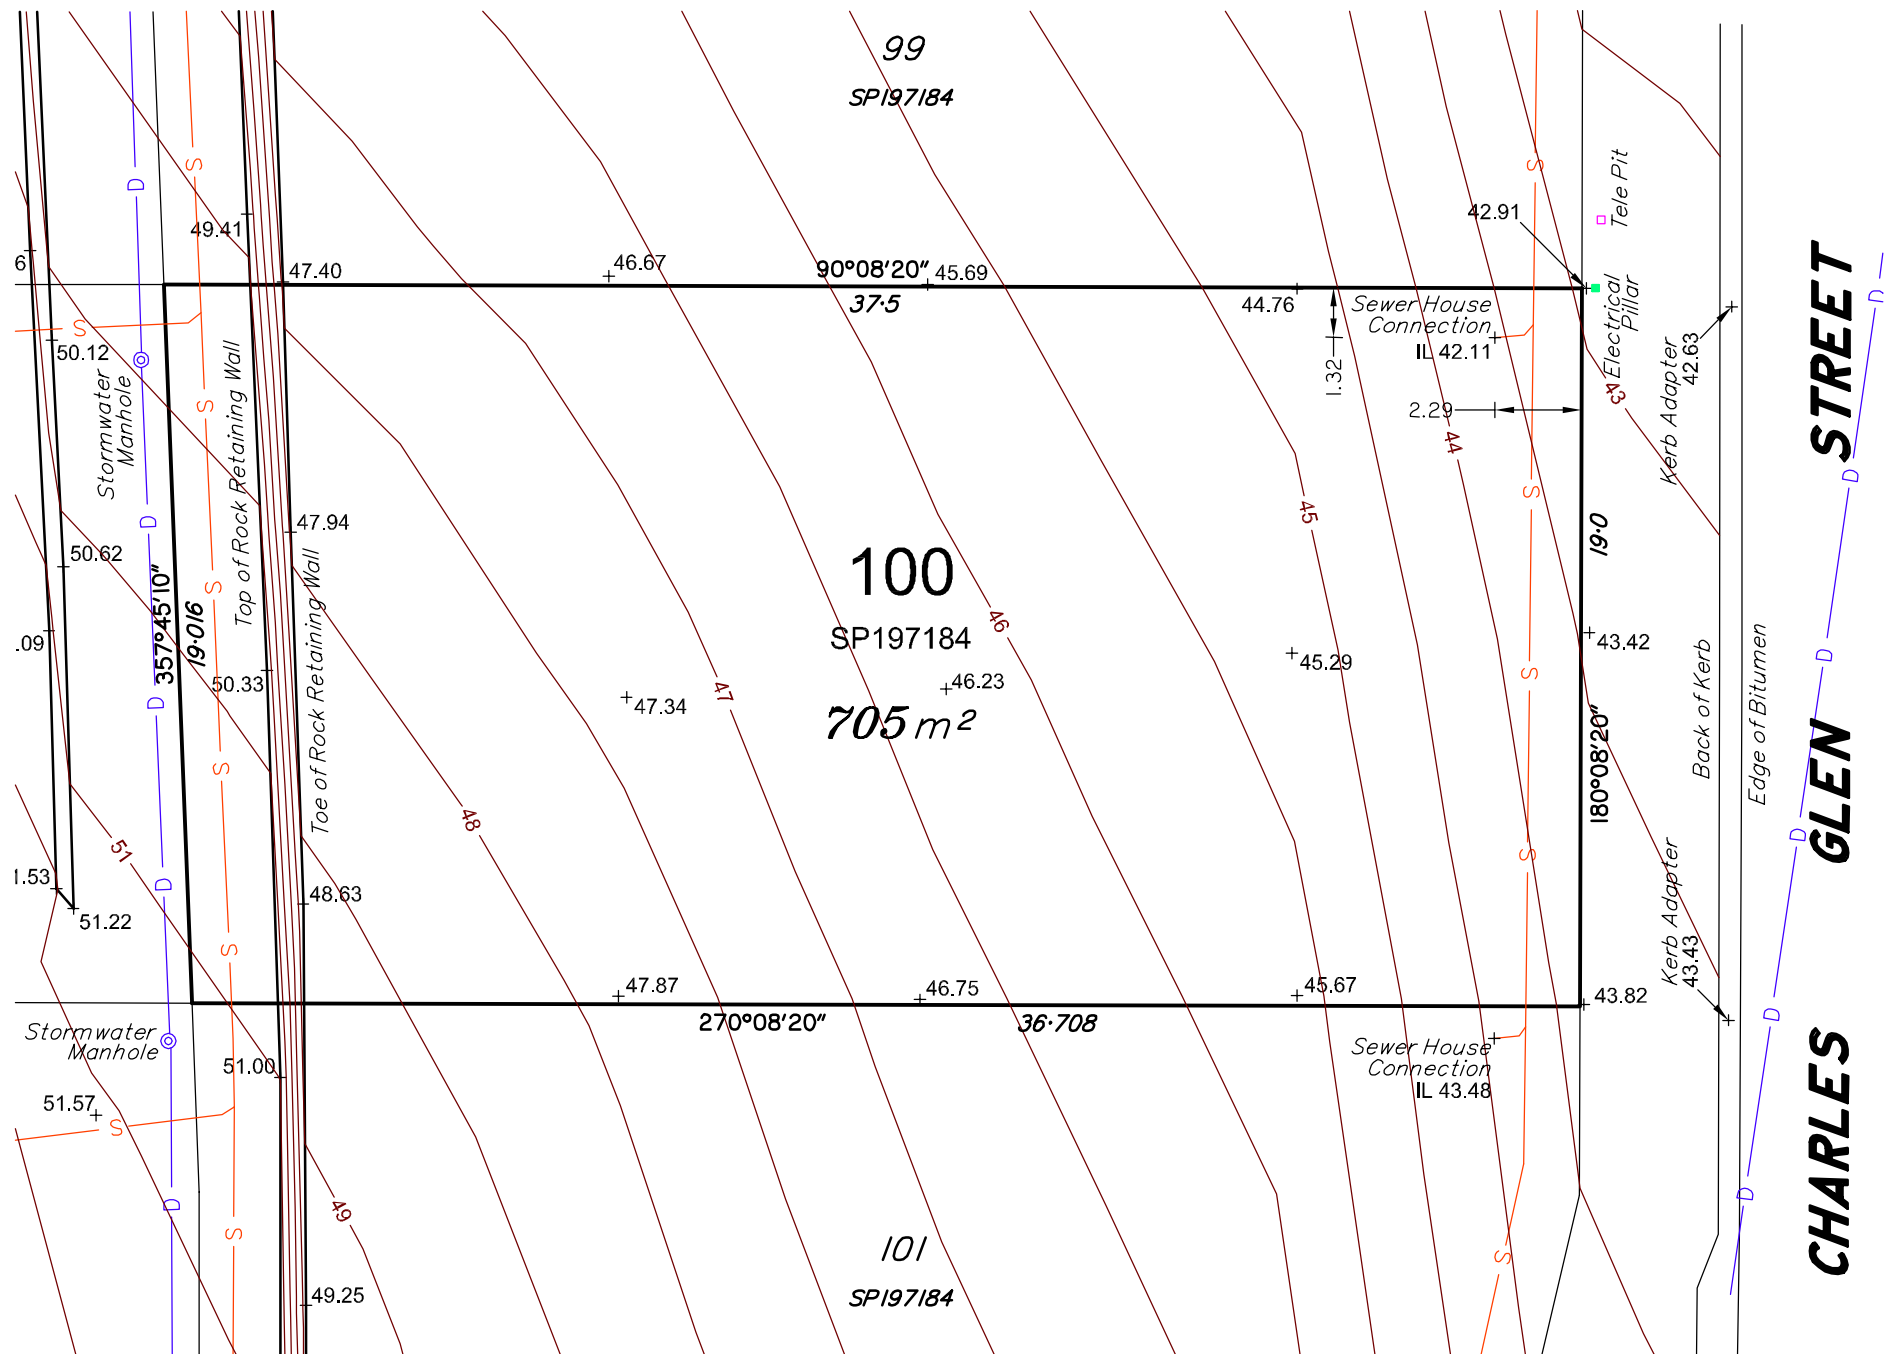 99
SP197184
49.41
6
47.40
46.67
90°08'20"
45.69
37·5
44.76
42.91
Tele Pit
Electrical
Pillar
Sewer House
Connection
IL 42.11
1.32
2.29
43
44
45
46
47
48
49
51
Kerb Adapter
42.63
50.12
Stormwater
Manhole
Top of Rock Retaining Wall
Toe of Rock Retaining Wall
47.94
50.62
357°45'10"
19·016
.09
50.33
100
SP197184
705 m²
47.34
46.23
45.29
19·0
43.42
180°08'20"
Back of Kerb
Edge of Bitumen
Kerb Adapter
43.43
CHARLES GLEN STREET
1.53
51.22
48.63
47.87
46.75
45.67
43.82
270°08'20"
36·708
Stormwater
Manhole
51.00
51.57
Sewer House
Connection
IL 43.48
49.25
101
SP197184
D
D
D
D
D
D
D
D
D
D
D
D
D
D
S
S
S
S
S
S
S
S
S
S
S
S
S
S